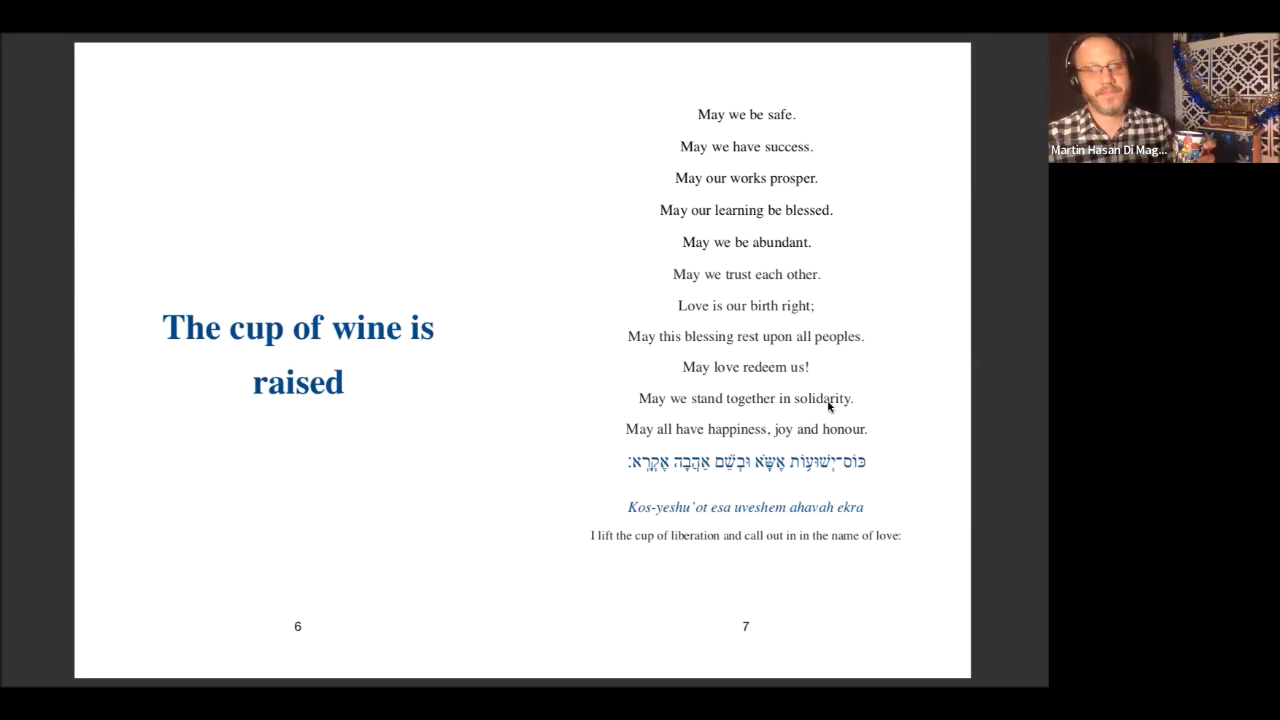 The cup of wine is
raised
6
May we be safe.
May we have success.
May our works prosper.
May our learning be blessed.
May we be abundant.
May we trust each other.
Love is our birth right;
May this blessing rest upon all peoples.
May love redeem us!
May we stand together in solidarity.
May all have happiness, joy and honour.
כּוֹס־יְשׁוּע֥וֹת אֶשָּׂ֑א וּבְשֵׁ֖ם אַהֲבָה אֶקְרָֽא׃
Kos-yeshu’ot esa uveshem ahavah ekra
I lift the cup of liberation and call out in in the name of love:
7
Martin Hasan Di Mag...